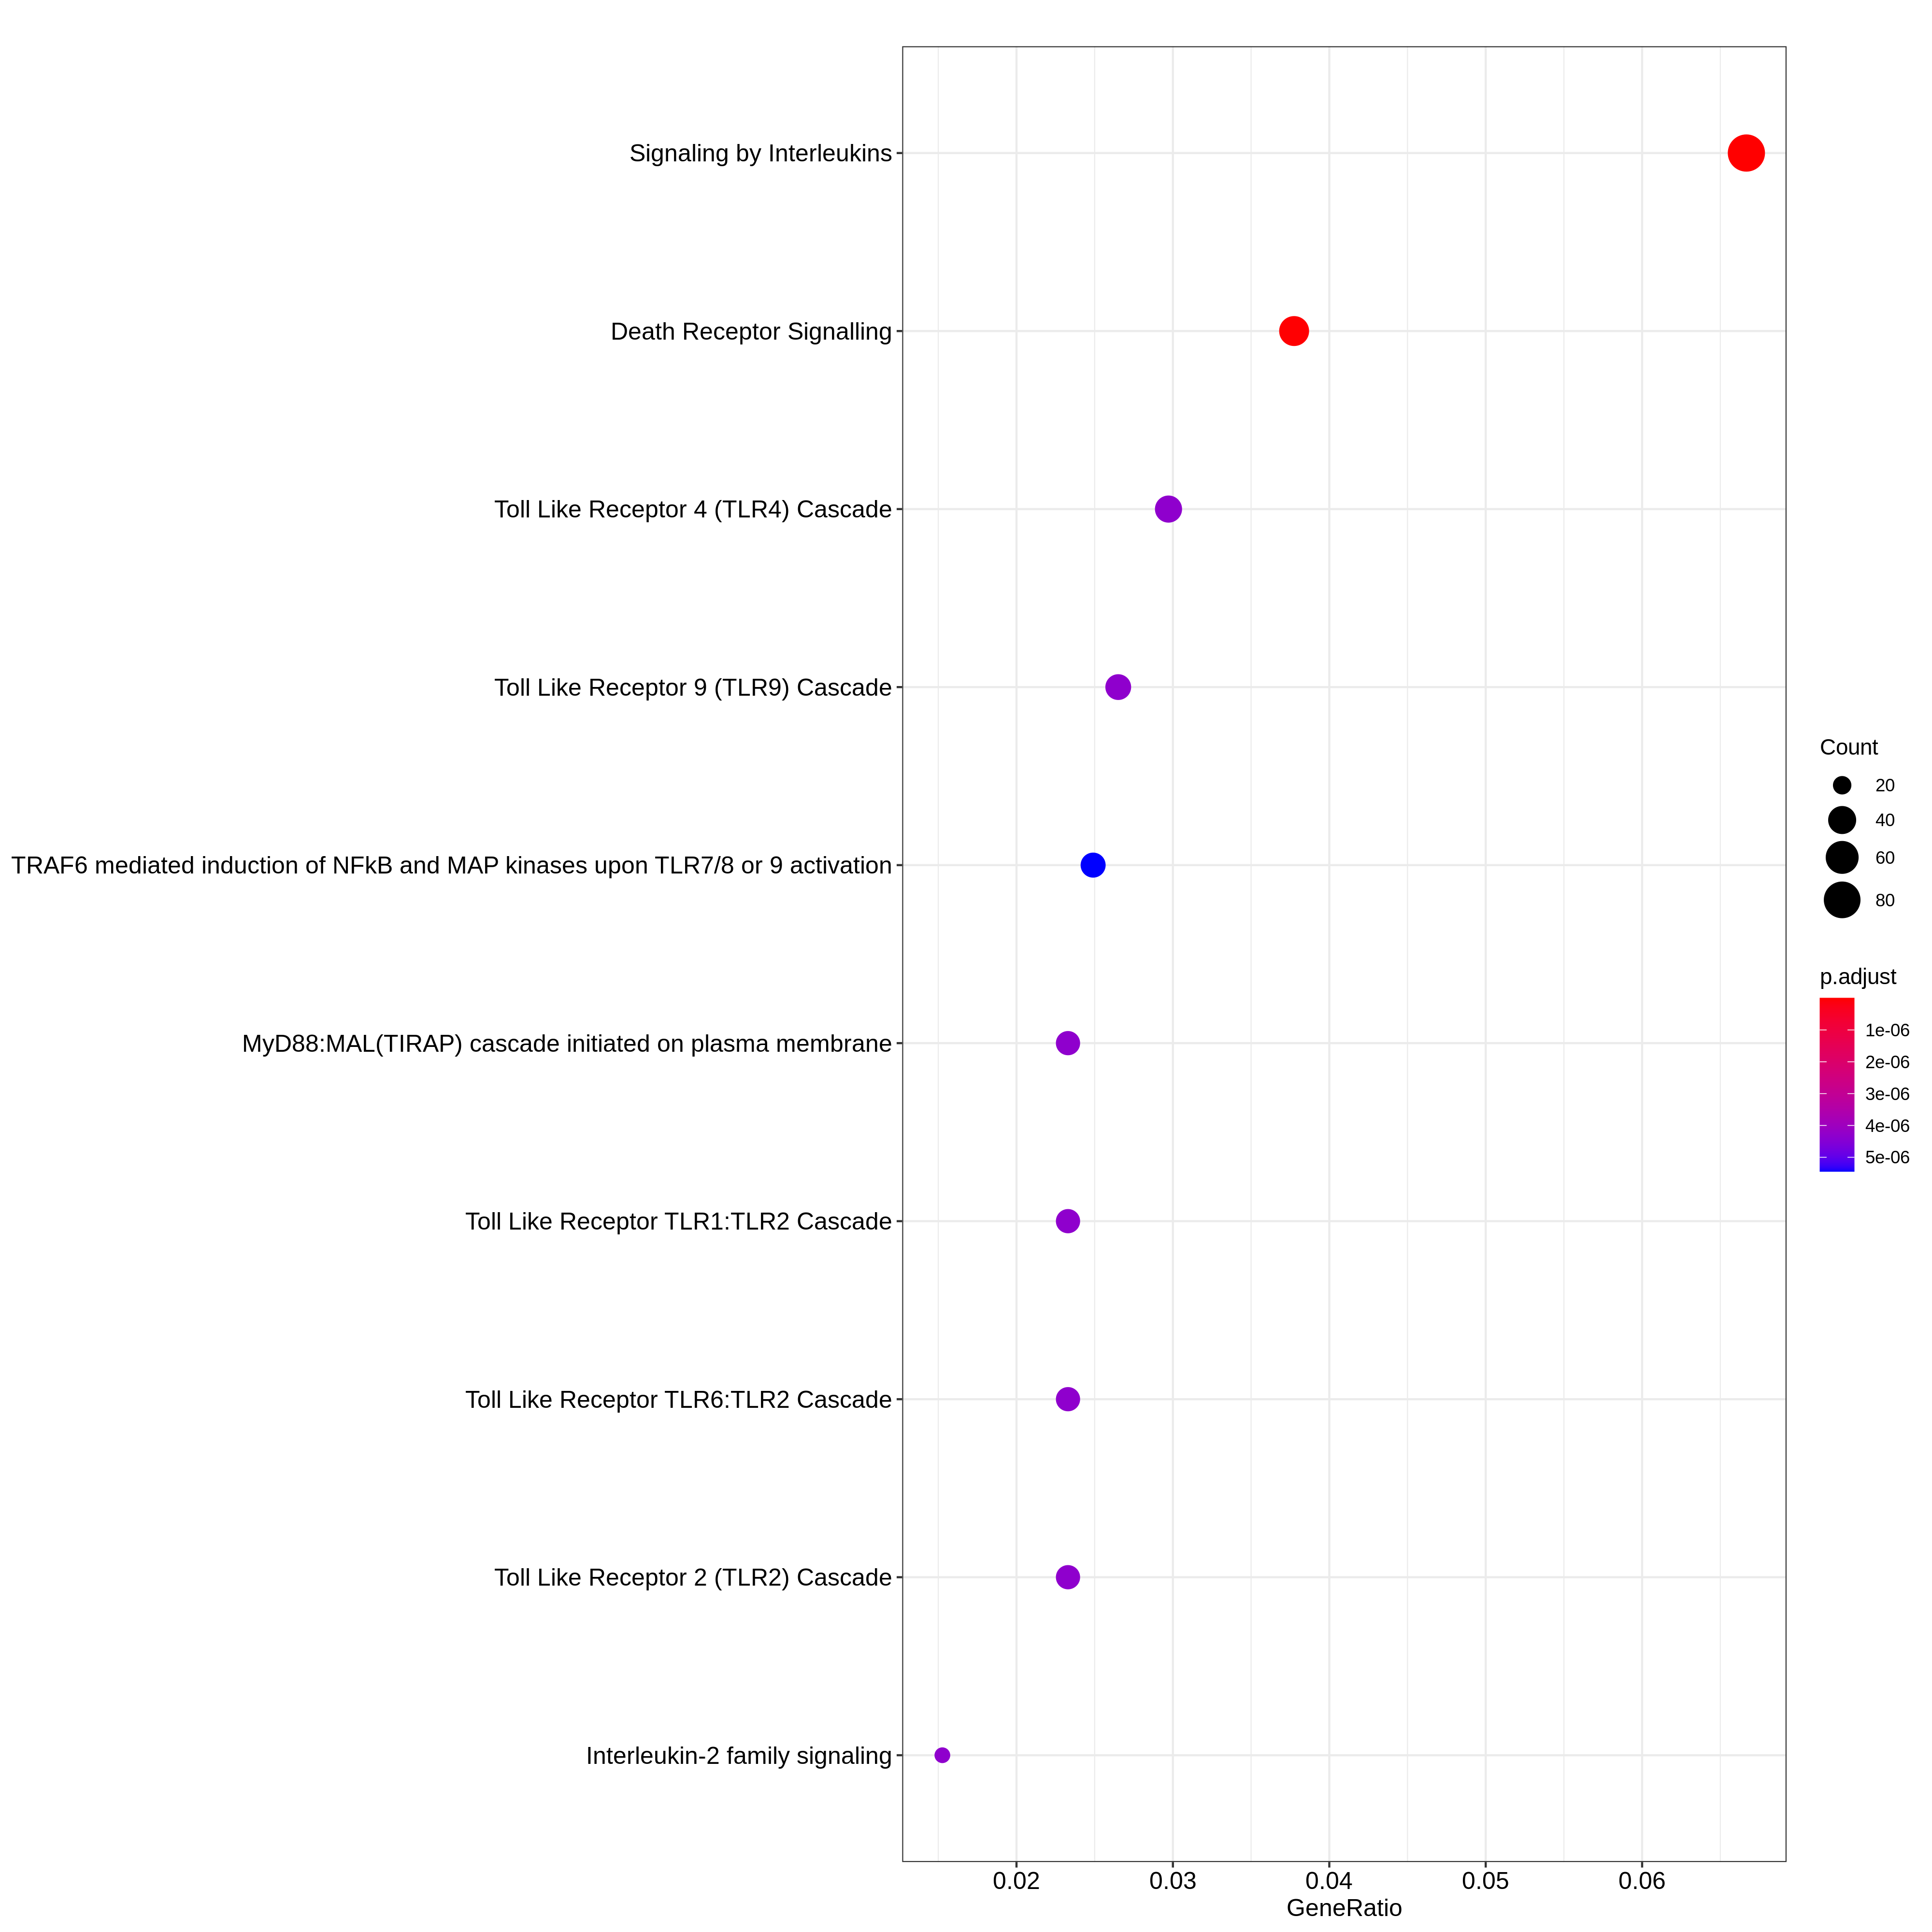 Signaling by Interleukins
Death Receptor Signalling
Toll Like Receptor 4 (TLR4) Cascade
Toll Like Receptor 9 (TLR9) Cascade
TRAF6 mediated induction of NFkB and MAP kinases upon TLR7/8 or 9 activation
MyD88:MAL(TIRAP) cascade initiated on plasma membrane
Toll Like Receptor TLR1:TLR2 Cascade
Toll Like Receptor TLR6:TLR2 Cascade
Toll Like Receptor 2 (TLR2) Cascade
Interleukin-2 family signaling
0.02 0.03 0.04 0.05 0.06
GeneRatio
Count
20
40
60
80
p.adjust
1e-06
2e-06
3e-06
4e-06
5e-06